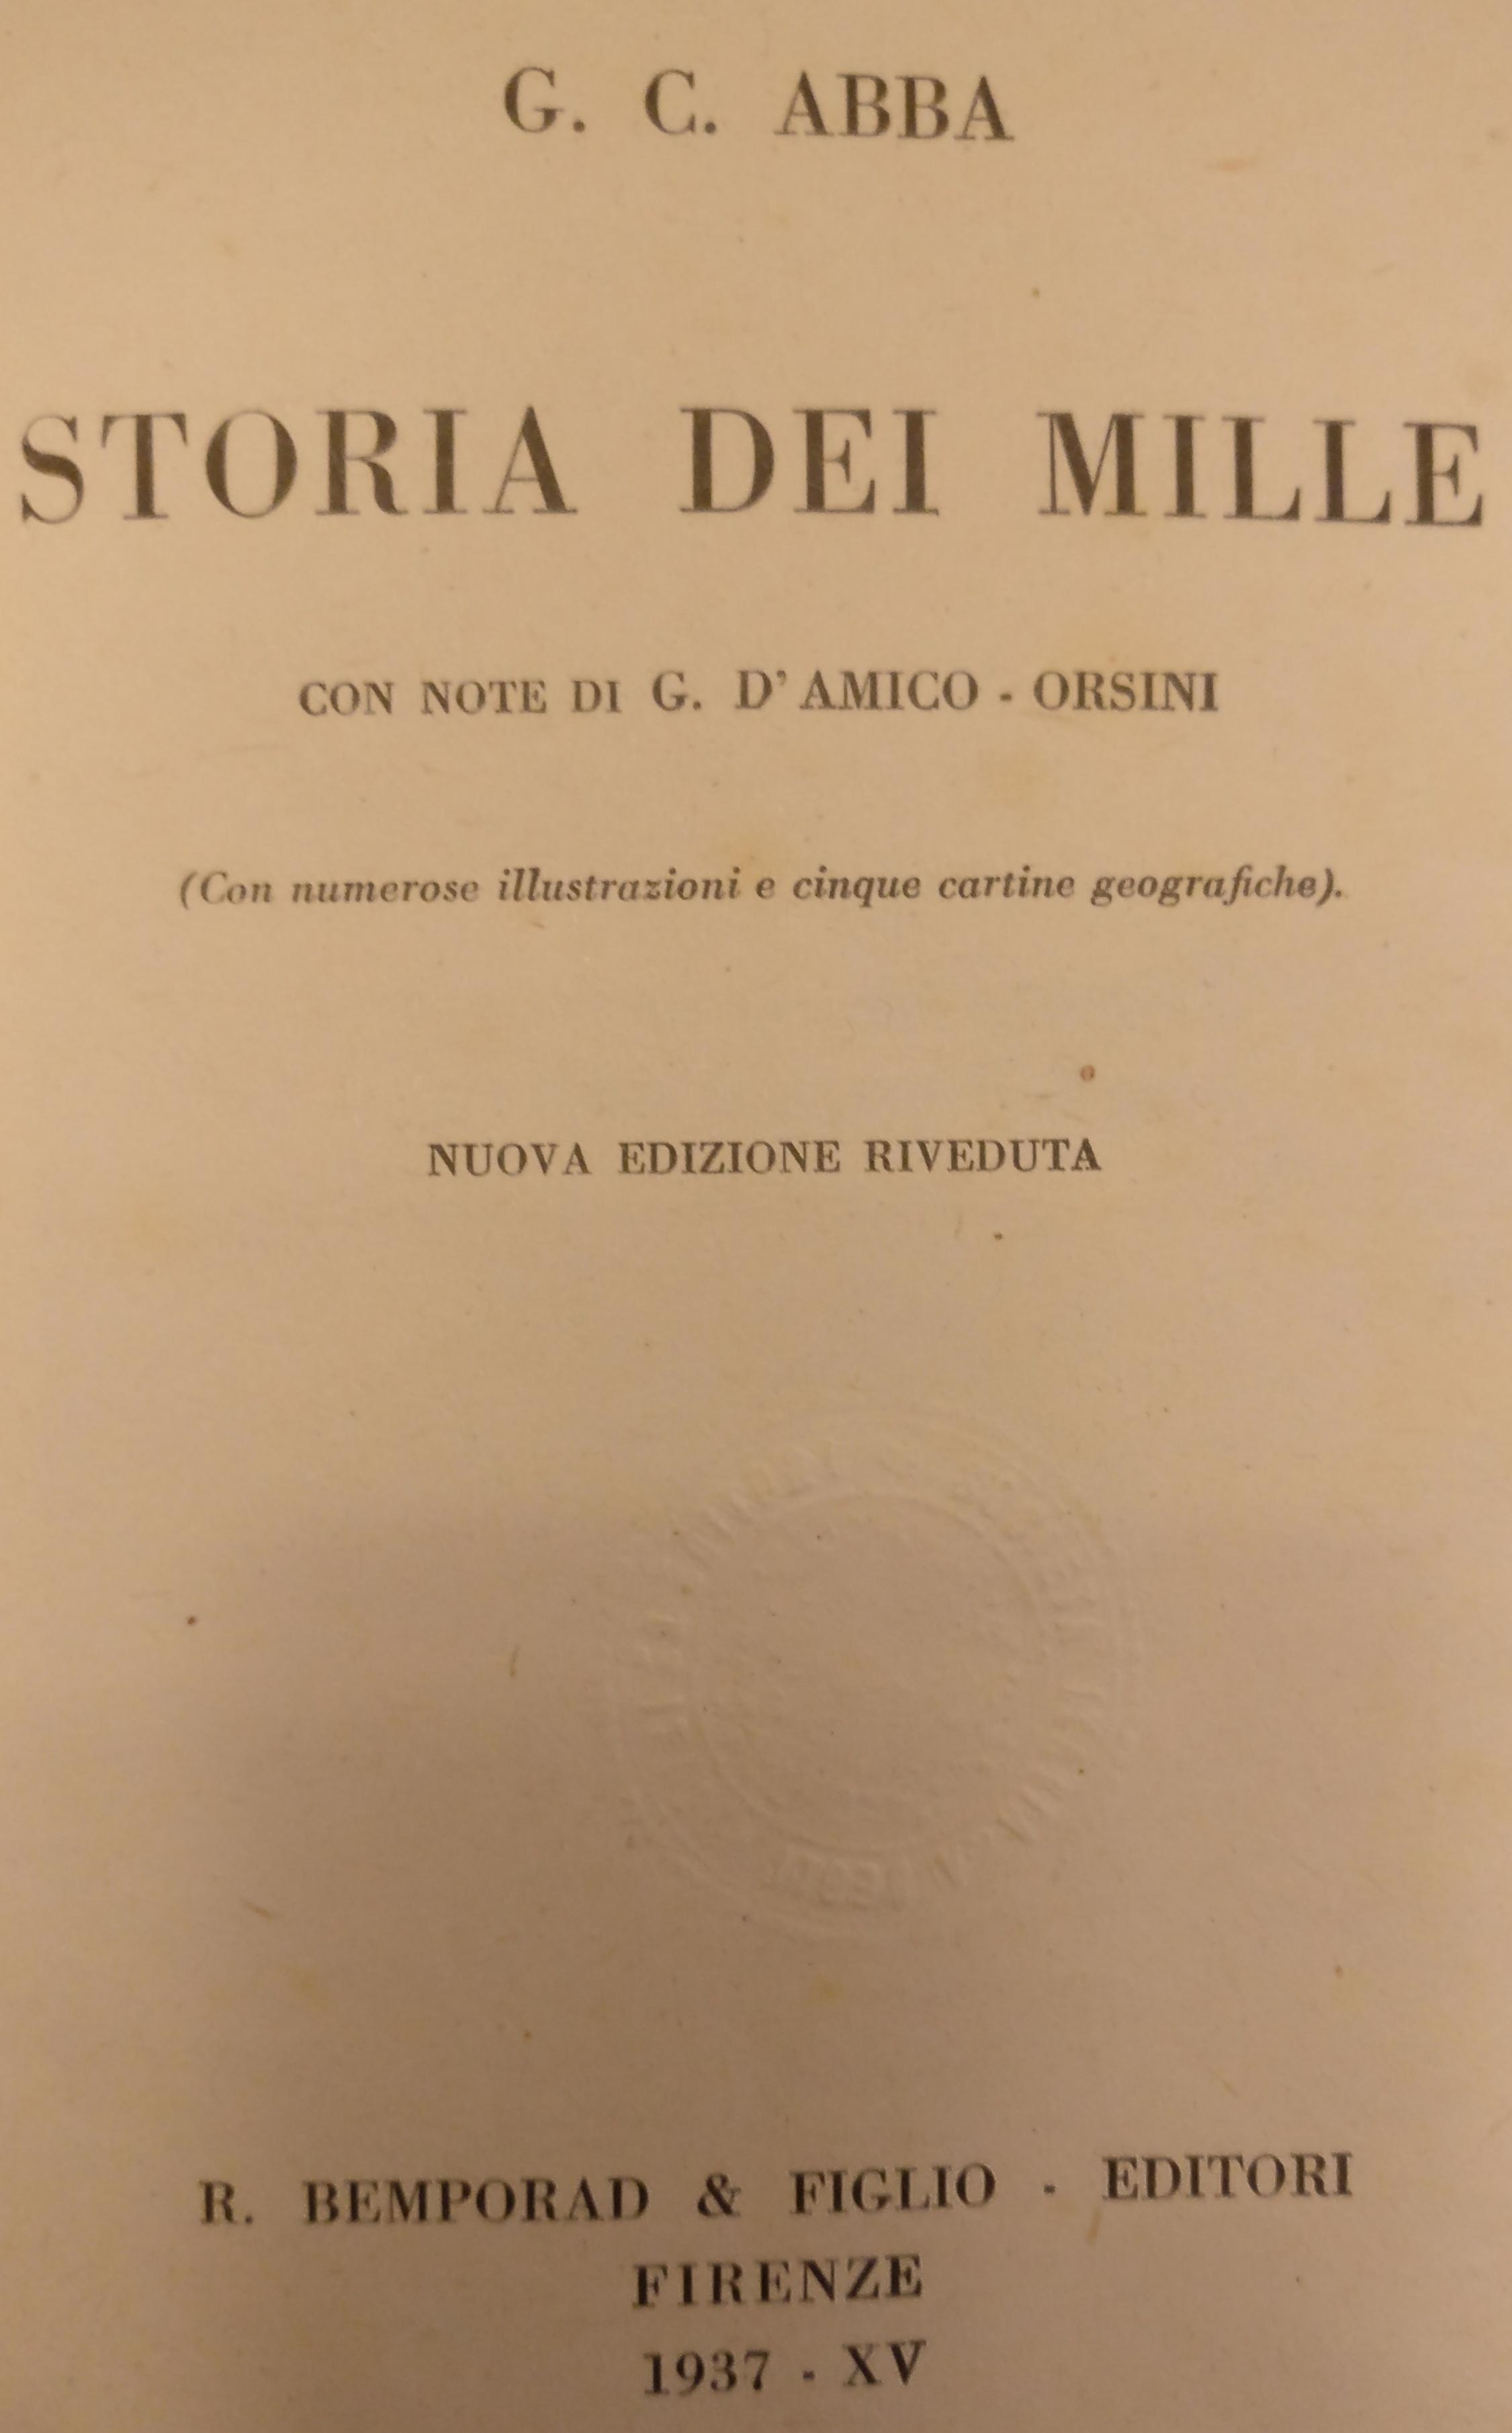 G. C. ABBA
STORIA DEI MILLE
CON NOTE DI G. D' AMICO - ORSINI
(Con numerose illustrazioni e cinque cartine geografiche).
NUOVA EDIZIONE RIVEDUTA
R. BEMPORAD & FIGLIO - EDITORI
FIRENZE
1937 - XV